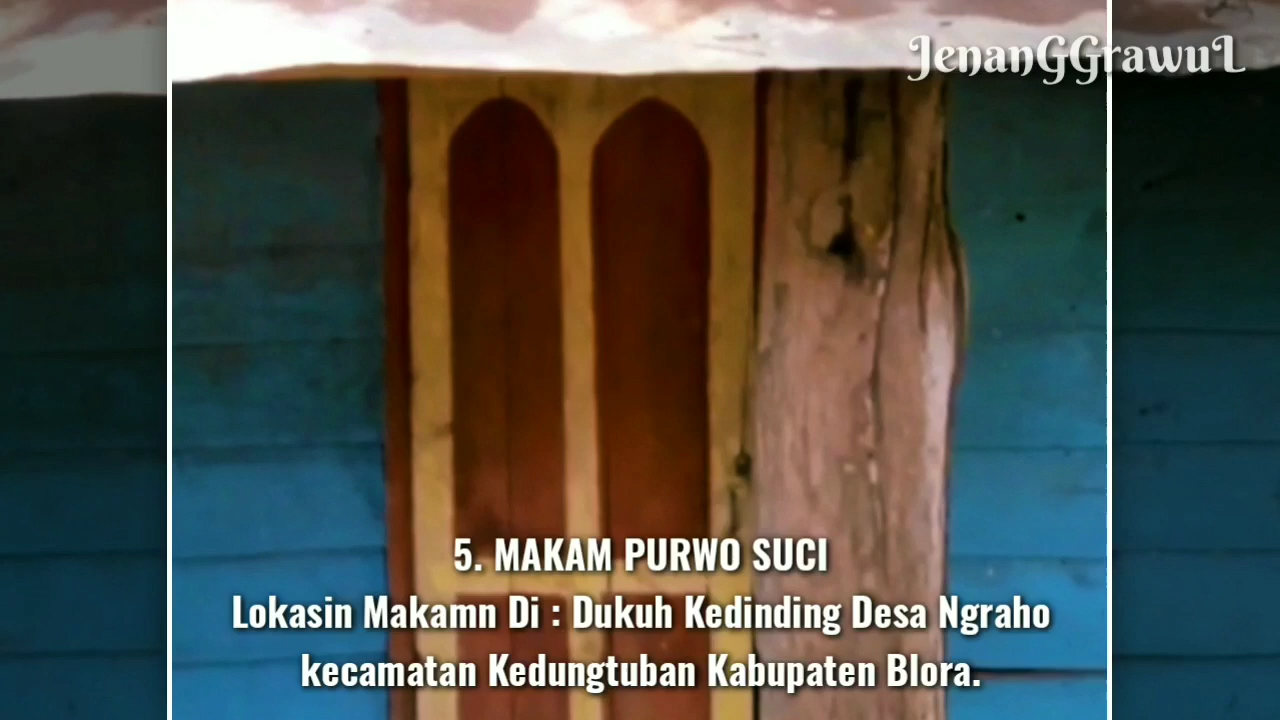 JenanGGrawuL
5. MAKAM PURWO SUCI
Lokasin Makamn Di : Dukuh Kedinding Desa Ngraho
kecamatan Kedungtuban Kabupaten Blora.